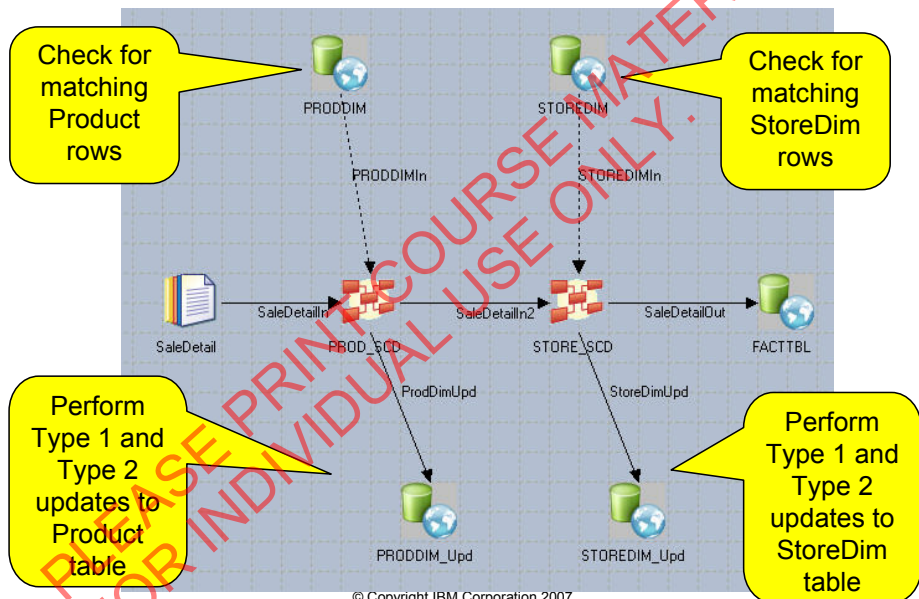 Check for
matching
Product
rows
Check for
matching
StoreDim
rows
PRODDIM
STOREDIM
PRODDIMIn
STOREDIMIn
SaleDetailIn
SaleDetailIn2
SaleDetailOut
SaleDetail
PROD_SCD
STORE_SCD
FACTTBL
ProdDimUpd
StoreDimUpd
Perform
Type 1 and
Type 2
updates to
Product
table
Perform
Type 1 and
Type 2
updates to
StoreDim
table
PRODDIM_Upd
STOREDIM_Upd
© Copyright IBM Corporation 2007
PLEASE PRINT COURSE MATER
FOR INDIVIDUAL USE ONLY.